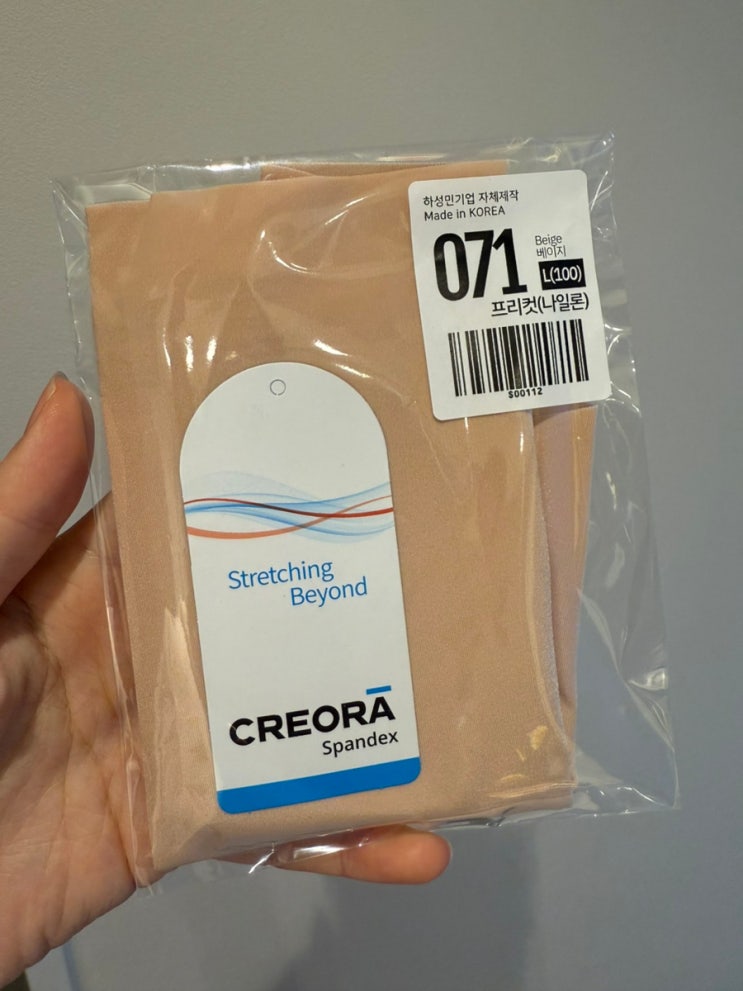 하성민기업 자체제작
Made in KOREA
071
Beige
베이지
L(100)
프리컷(나일론)
S00112
Stretching
Beyond
CREORA
Spandex